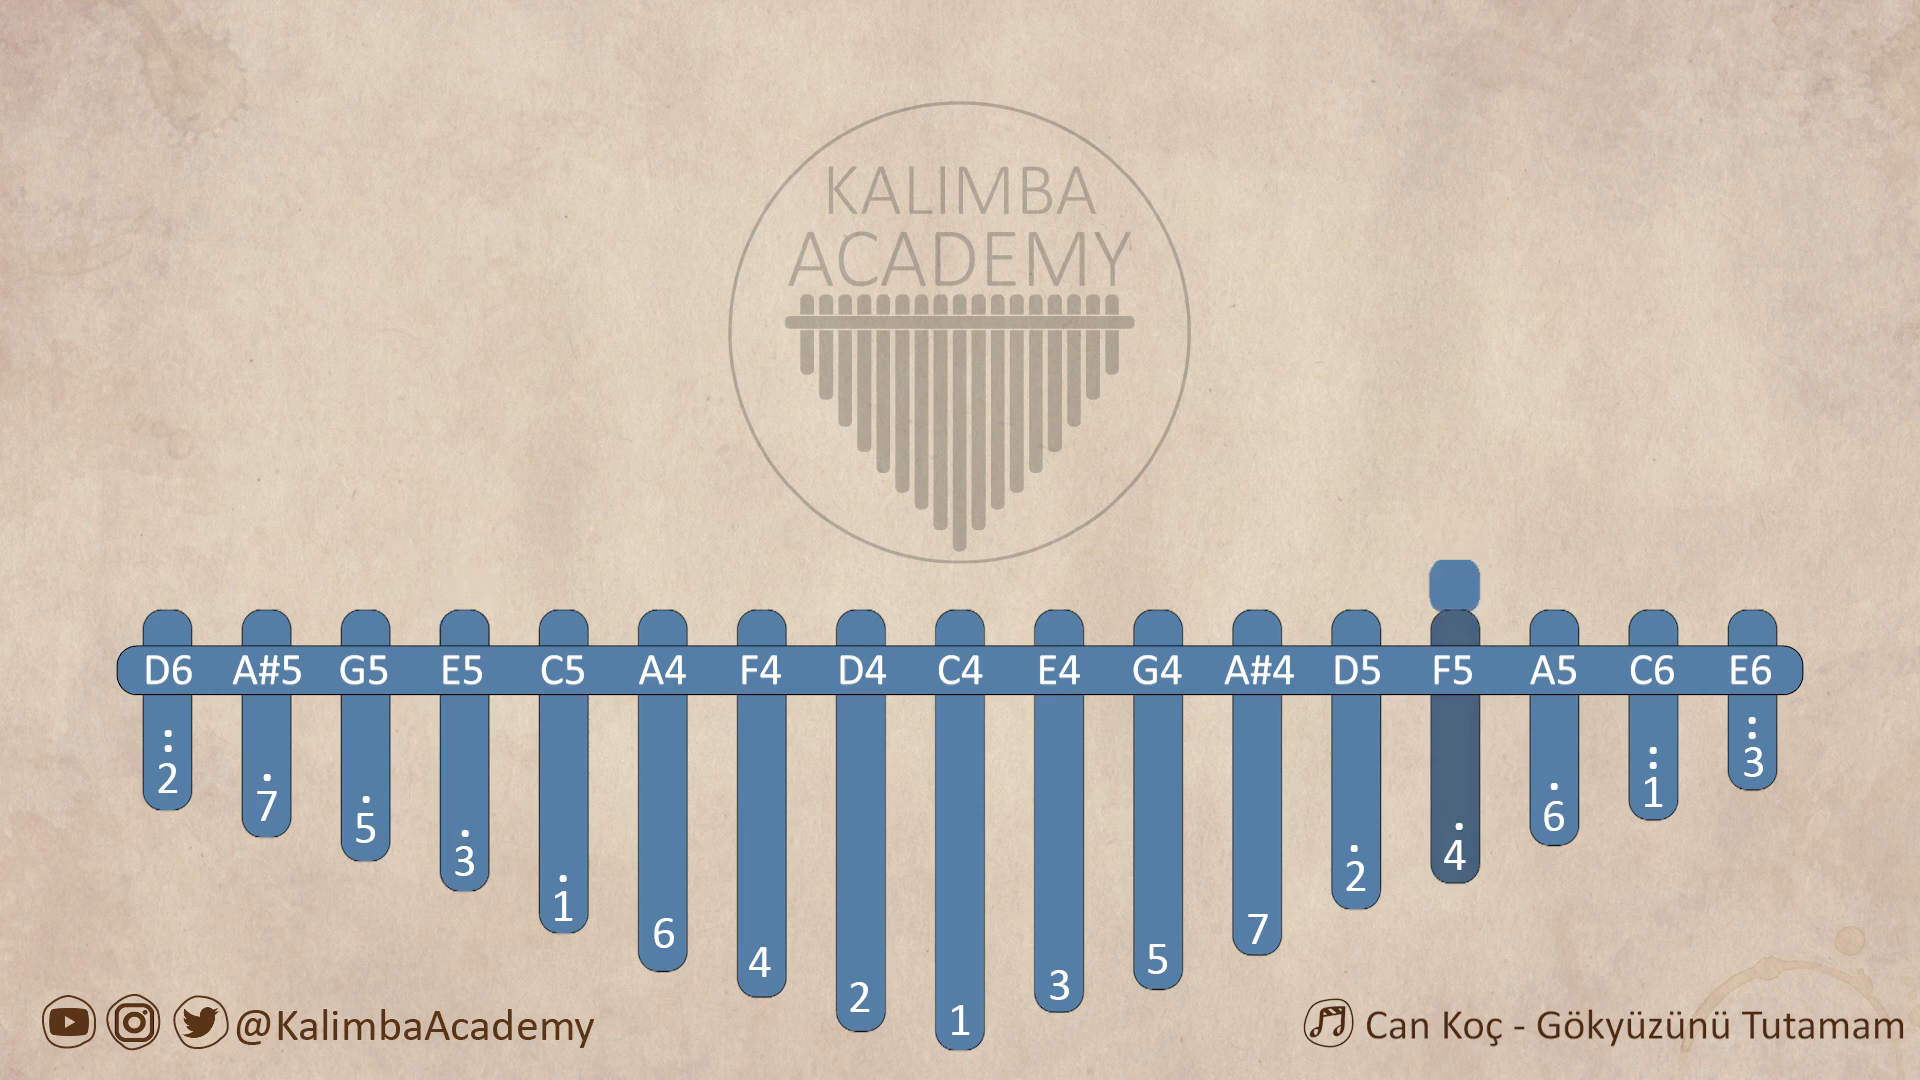 KALIMBA
ACADEMY
D6 A#5 G5 E5 C5 A4 F4 D4 C4 E4 G4 A#4 D5 F5 A5 C6 E6
2 7 5 3 1 6 4 2 1 3 5 7 2 4 6 1 3
@KalimbaAcademy
Can Koç - Gökyüzünü Tutamam